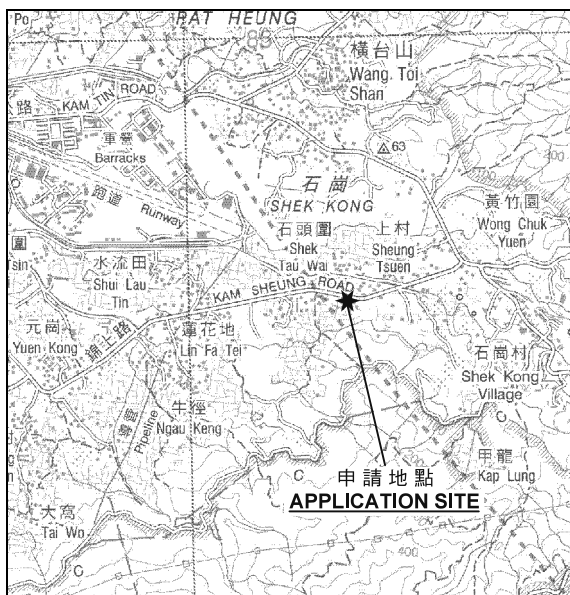 Po
PAT HEUNG
橫台山
Wang Toi
Shan
路
KAM TIN ROAD
軍營
Barracks
63
400
100
跑道
Runway
石崗
SHEK KONG
黃竹園
Wong Chuk
Yuen
石頭圍
Shek
Tau Wai
上村
Sheung
Tsuen
圍
Tsin
水流田
Shui Lau
Tin
KAM SHEUNG ROAD
元崗
Yuen Kong
錦上路
蓮花地
Lin Fa Tei
石崗村
Shek Kong
Village
牛徑
Ngau Keng
Pipeline
200
C
甲龍
Kap Lung
申請地點
APPLICATION SITE
大窩
Tai Wo
C
C
400